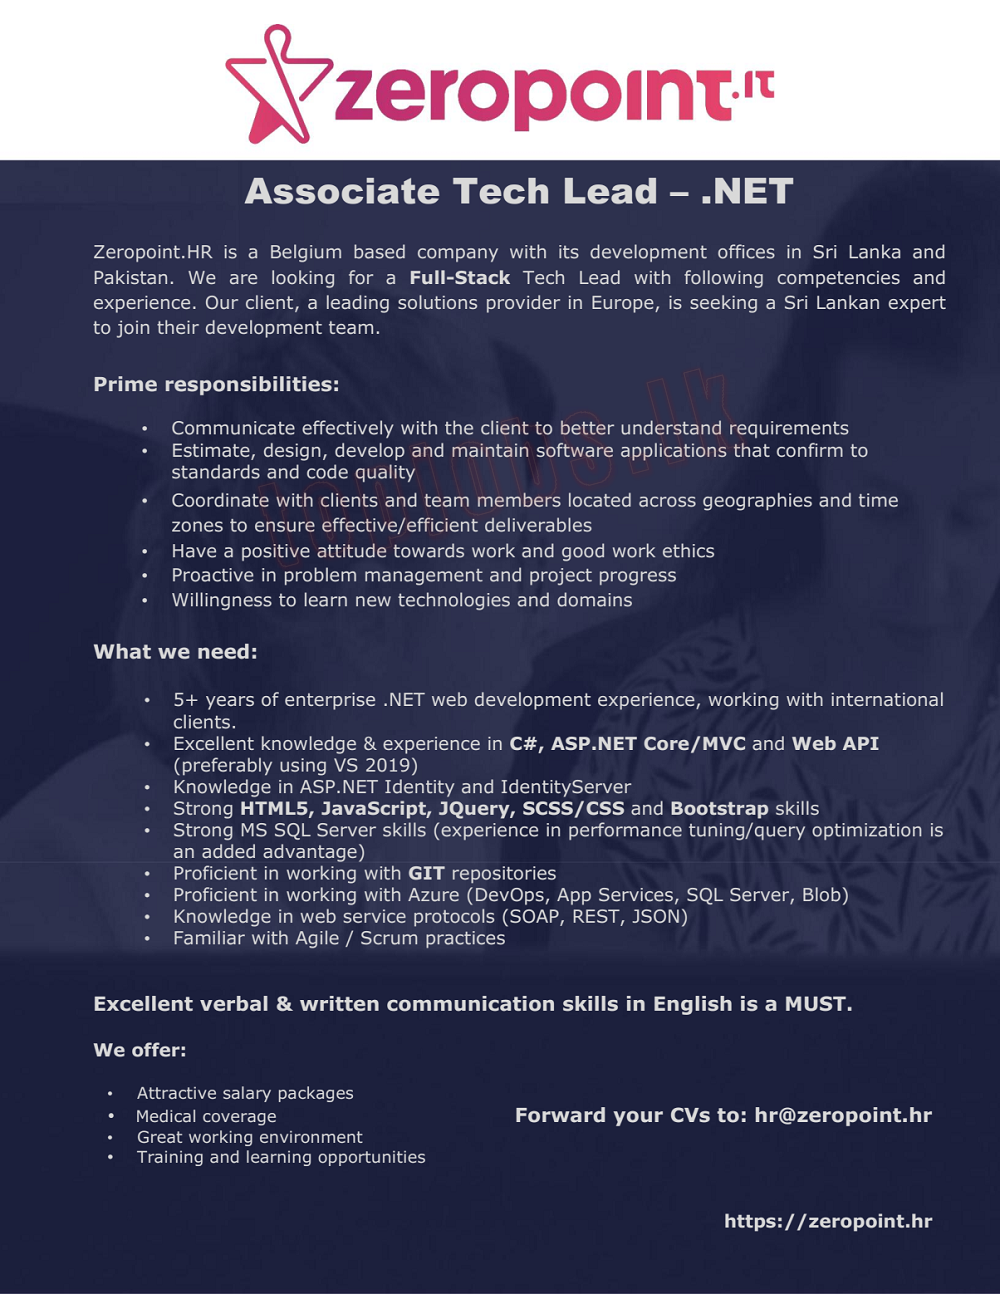 zeropoint.it
Associate Tech Lead – .NET
Zeropoint.HR is a Belgium based company with its development offices in Sri Lanka and
Pakistan. We are looking for a Full-Stack Tech Lead with following competencies and
experience. Our client, a leading solutions provider in Europe, is seeking a Sri Lankan expert
to join their development team.
Prime responsibilities:
• Communicate effectively with the client to better understand requirements
• Estimate, design, develop and maintain software applications that confirm to
standards and code quality
• Coordinate with clients and team members located across geographies and time
zones to ensure effective/efficient deliverables
• Have a positive attitude towards work and good work ethics
• Proactive in problem management and project progress
• Willingness to learn new technologies and domains
topjobs.lk
What we need:
• 5+ years of enterprise .NET web development experience, working with international
clients.
• Excellent knowledge & experience in C#, ASP.NET Core/MVC and Web API
(preferably using VS 2019)
• Knowledge in ASP.NET Identity and IdentityServer
• Strong HTML5, JavaScript, JQuery, SCSS/CSS and Bootstrap skills
• Strong MS SQL Server skills (experience in performance tuning/query optimization is
an added advantage)
• Proficient in working with GIT repositories
• Proficient in working with Azure (DevOps, App Services, SQL Server, Blob)
• Knowledge in web service protocols (SOAP, REST, JSON)
• Familiar with Agile / Scrum practices
Excellent verbal & written communication skills in English is a MUST.
We offer:
• Attractive salary packages
• Medical coverage
• Great working environment
• Training and learning opportunities
Forward your CVs to: hr@zeropoint.hr
https://zeropoint.hr